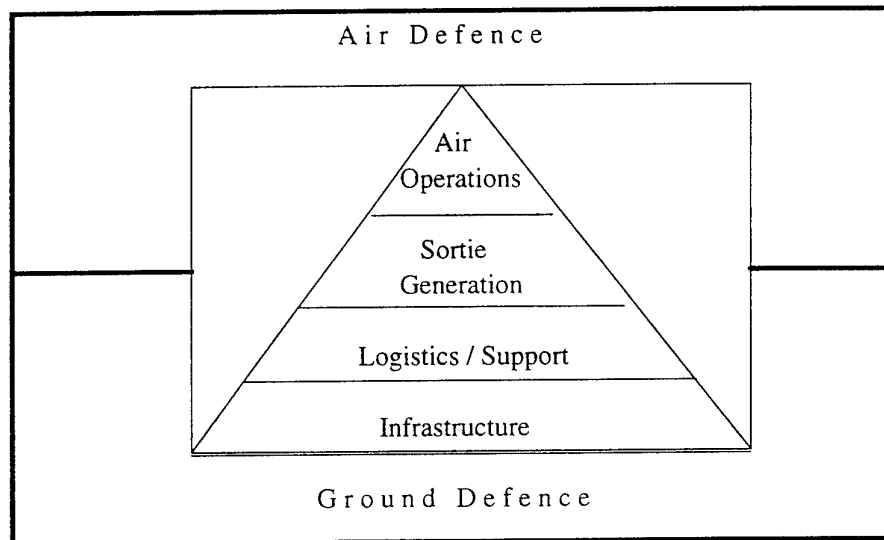 Air Defence
Air
Operations
Sortie
Generation
Logistics / Support
Infrastructure
Ground Defence